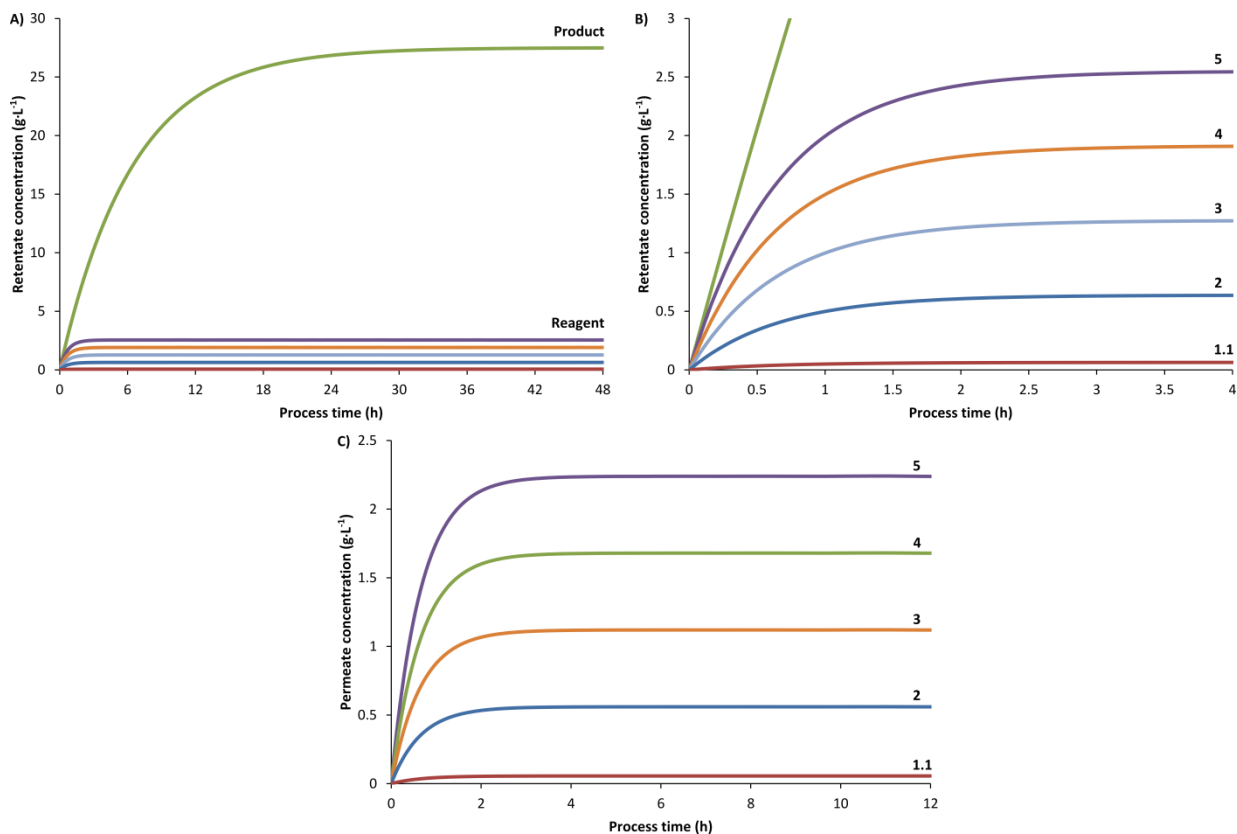 A)
Retentate concentration (g·L⁻¹)
30
25
20
15
10
5
0
Product
Reagent
0 6 12 18 24 30 36 42 48
Process time (h)
B)
Retentate concentration (g·L⁻¹)
3
2.5
2
1.5
1
0.5
0
5
4
3
2
1.1
0 0.5 1 1.5 2 2.5 3 3.5 4
Process time (h)
C)
Permeate concentration (g·L⁻¹)
2.5
2
1.5
1
0.5
0
5
4
3
2
1.1
0 2 4 6 8 10 12
Process time (h)